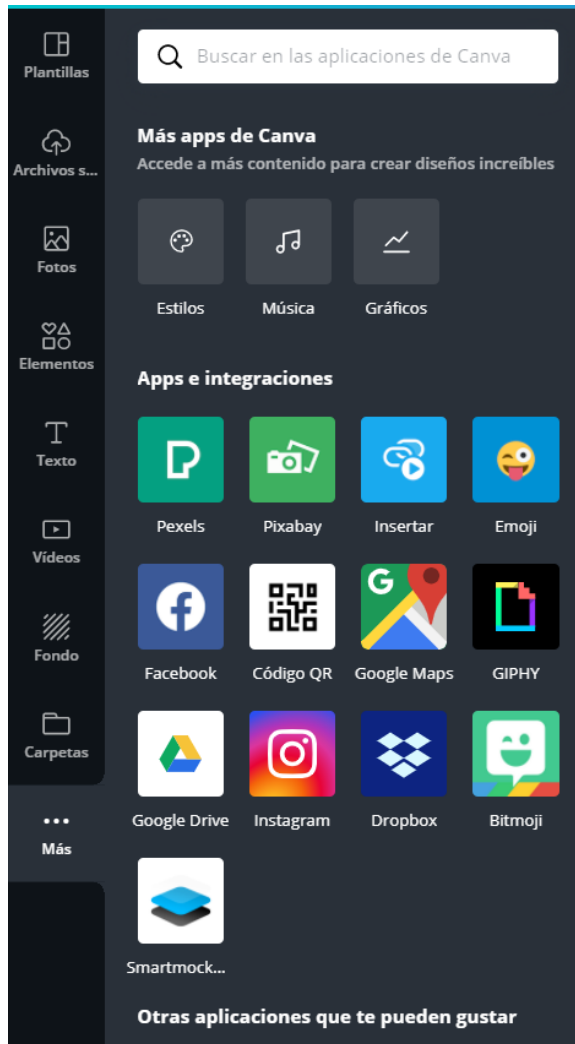 Plantillas
Archivos s...
Fotos
Elementos
Texto
Vídeos
Fondo
Carpetas
Más
Buscar en las aplicaciones de Canva
Más apps de Canva
Accede a más contenido para crear diseños increíbles
Estilos
Música
Gráficos
Apps e integraciones
Pexels
Pixabay
Insertar
Emoji
Facebook
Código QR
G
Google Maps
GIPHY
Google Drive
Instagram
Dropbox
Bitmoji
Smartmock...
Otras aplicaciones que te pueden gustar